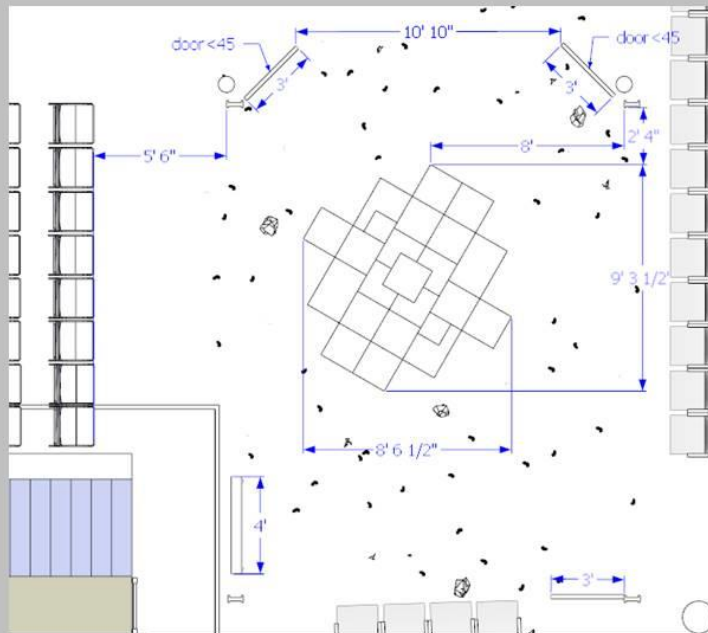 10' 10"
door<45
door<45
3'
3'
2' 4"
5' 6"
8'
9' 3 1/2'
8' 6 1/2"
4'
3'